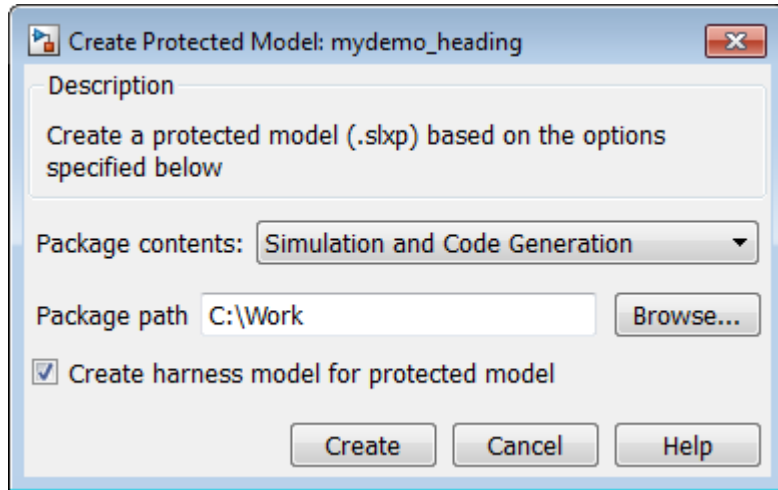 Create Protected Model: mydemo_heading
Description
Create a protected model (.slxp) based on the options
specified below
Package contents: Simulation and Code Generation
Package path C:\Work Browse...
Create harness model for protected model
Create Cancel Help